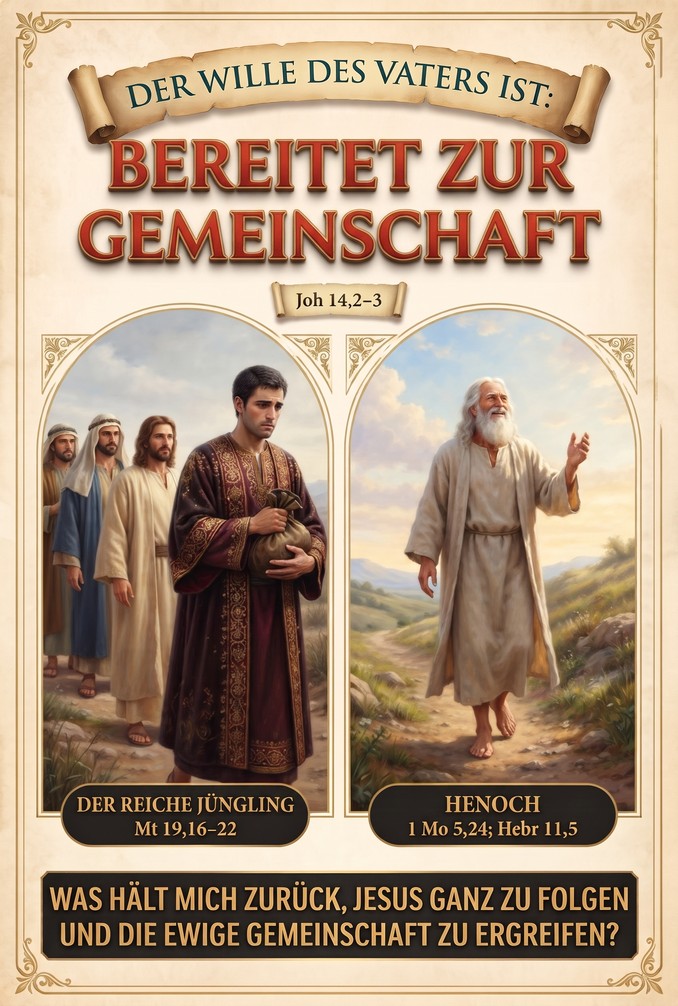 DER WILLE DES VATERS IST:
BEREITET ZUR
GEMEINSCHAFT
Joh 14,2–3
DER REICHE JÜNGLING
Mt 19,16–22
HENOCH
1 Mo 5,24; Hebr 11,5
WAS HÄLT MICH ZURÜCK, JESUS GANZ ZU FOLGEN
UND DIE EWIGE GEMEINSCHAFT ZU ERGREIFEN?